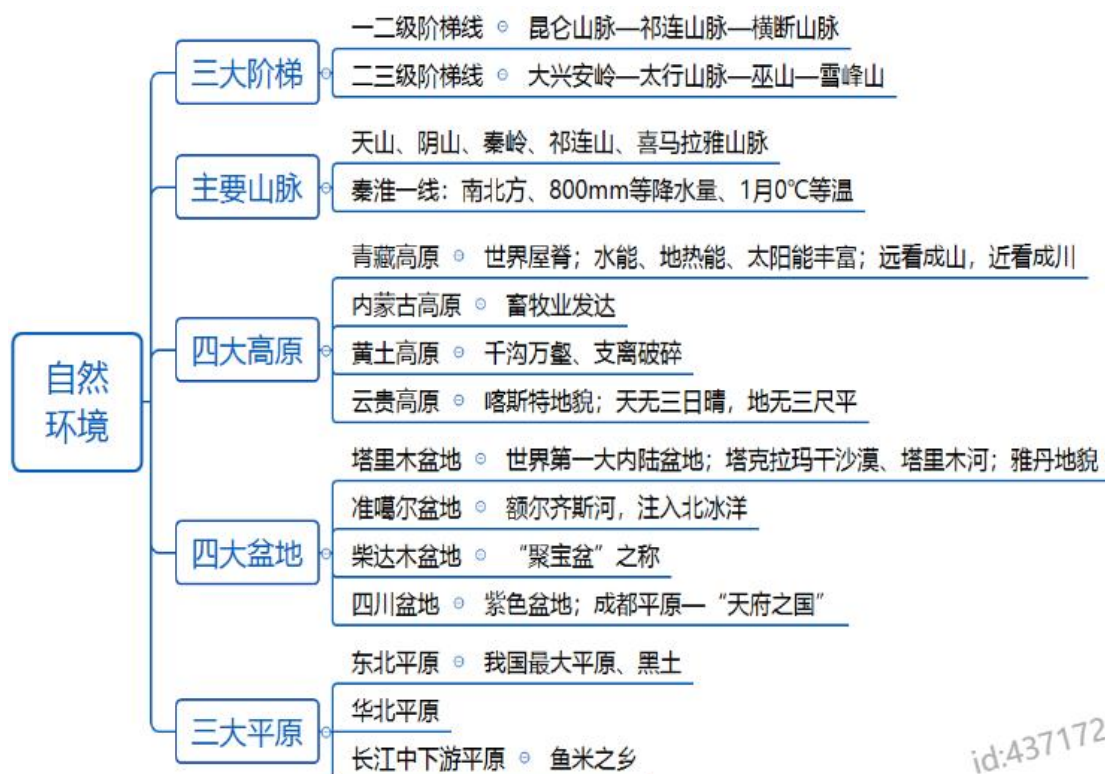 自然
环境
三大阶梯
一二级阶梯线 昆仑山脉—祁连山脉—横断山脉
二三级阶梯线 大兴安岭—太行山脉—巫山—雪峰山
主要山脉
天山、阴山、秦岭、祁连山、喜马拉雅山脉
秦淮一线：南北方、800mm等降水量、1月0℃等温
四大高原
青藏高原 世界屋脊；水能、地热能、太阳能丰富；远看成山，近看成川
内蒙古高原 畜牧业发达
黄土高原 千沟万壑、支离破碎
云贵高原 喀斯特地貌；天无三日晴，地无三尺平
四大盆地
塔里木盆地 世界第一大内陆盆地；塔克拉玛干沙漠、塔里木河；雅丹地貌
准噶尔盆地 额尔齐斯河，注入北冰洋
柴达木盆地 “聚宝盆”之称
四川盆地 紫色盆地；成都平原—“天府之国”
三大平原
东北平原 我国最大平原、黑土
华北平原
长江中下游平原 鱼米之乡
id:437172